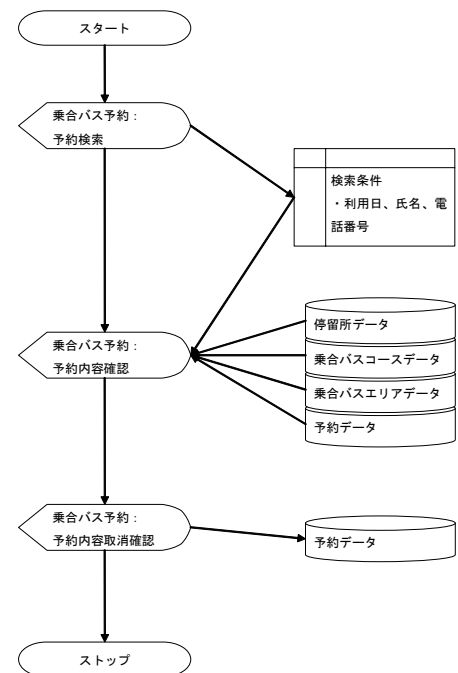 スタート
乗合バス予約：
予約検索
検索条件
・利用日、氏名、電
話番号
乗合バス予約：
予約内容確認
停留所データ
乗合バスコースデータ
乗合バスエリアデータ
予約データ
乗合バス予約：
予約内容取消確認
予約データ
ストップ